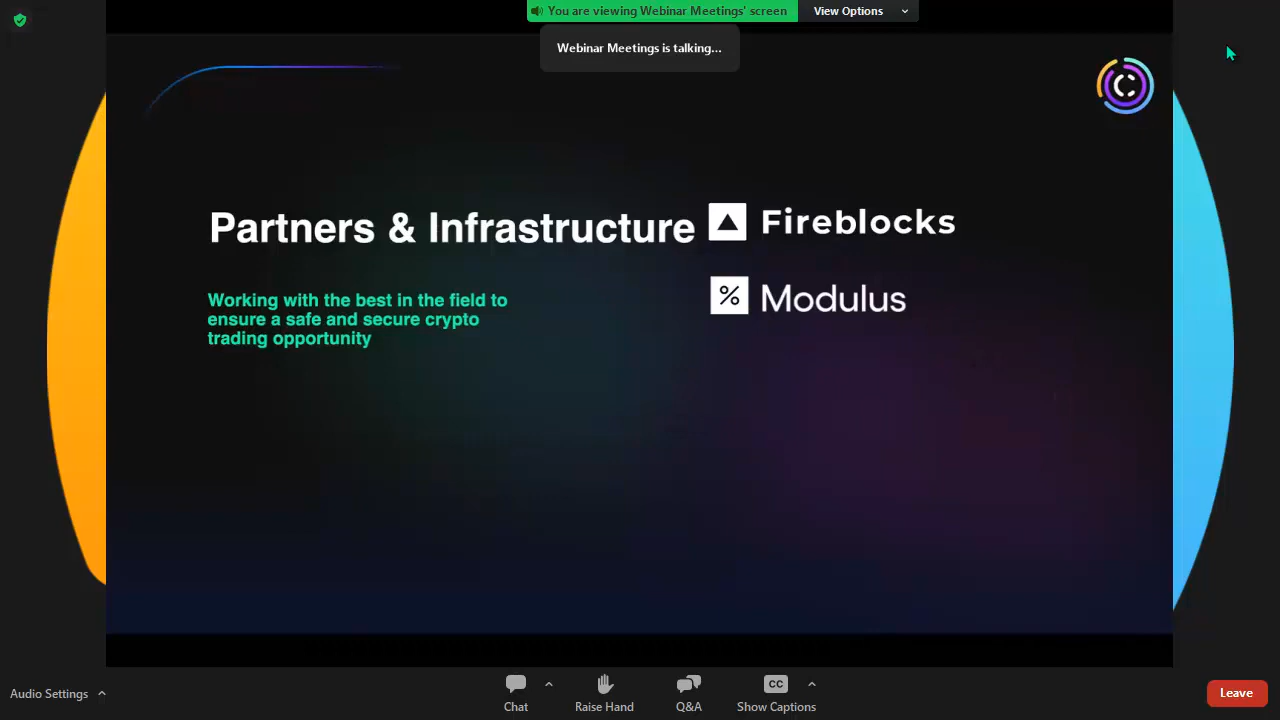 You are viewing Webinar Meetings' screen
View Options
Webinar Meetings is talking...
Partners & Infrastructure
Fireblocks
Modulus
Working with the best in the field to
ensure a safe and secure crypto
trading opportunity
Audio Settings
Chat
Raise Hand
Q&A
CC
Show Captions
Leave